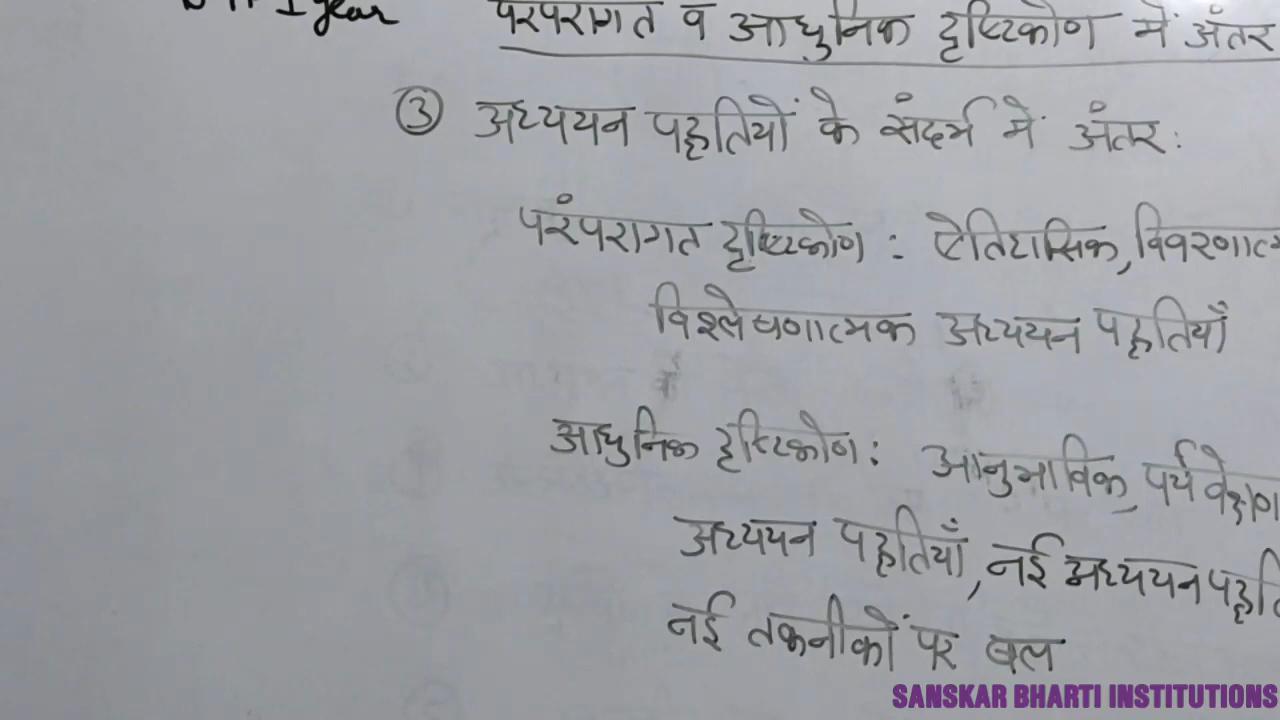 I year परंपरागत व आधुनिक दृष्टिकोण में अंतर
③ अध्ययन पद्धतियों के संदर्भ में अंतर:
परंपरागत दृष्टिकोण : ऐतिहासिक, विवरणात्म
विश्लेषणात्मक अध्ययन पद्धतियाँ
आधुनिक दृष्टिकोण : आनुभाविक, पर्यवेक्षण
अध्ययन पद्धतियाँ, नई अध्ययन पद्धति
नई तकनीकों पर बल
SANSKAR BHARTI INSTITUTIONS